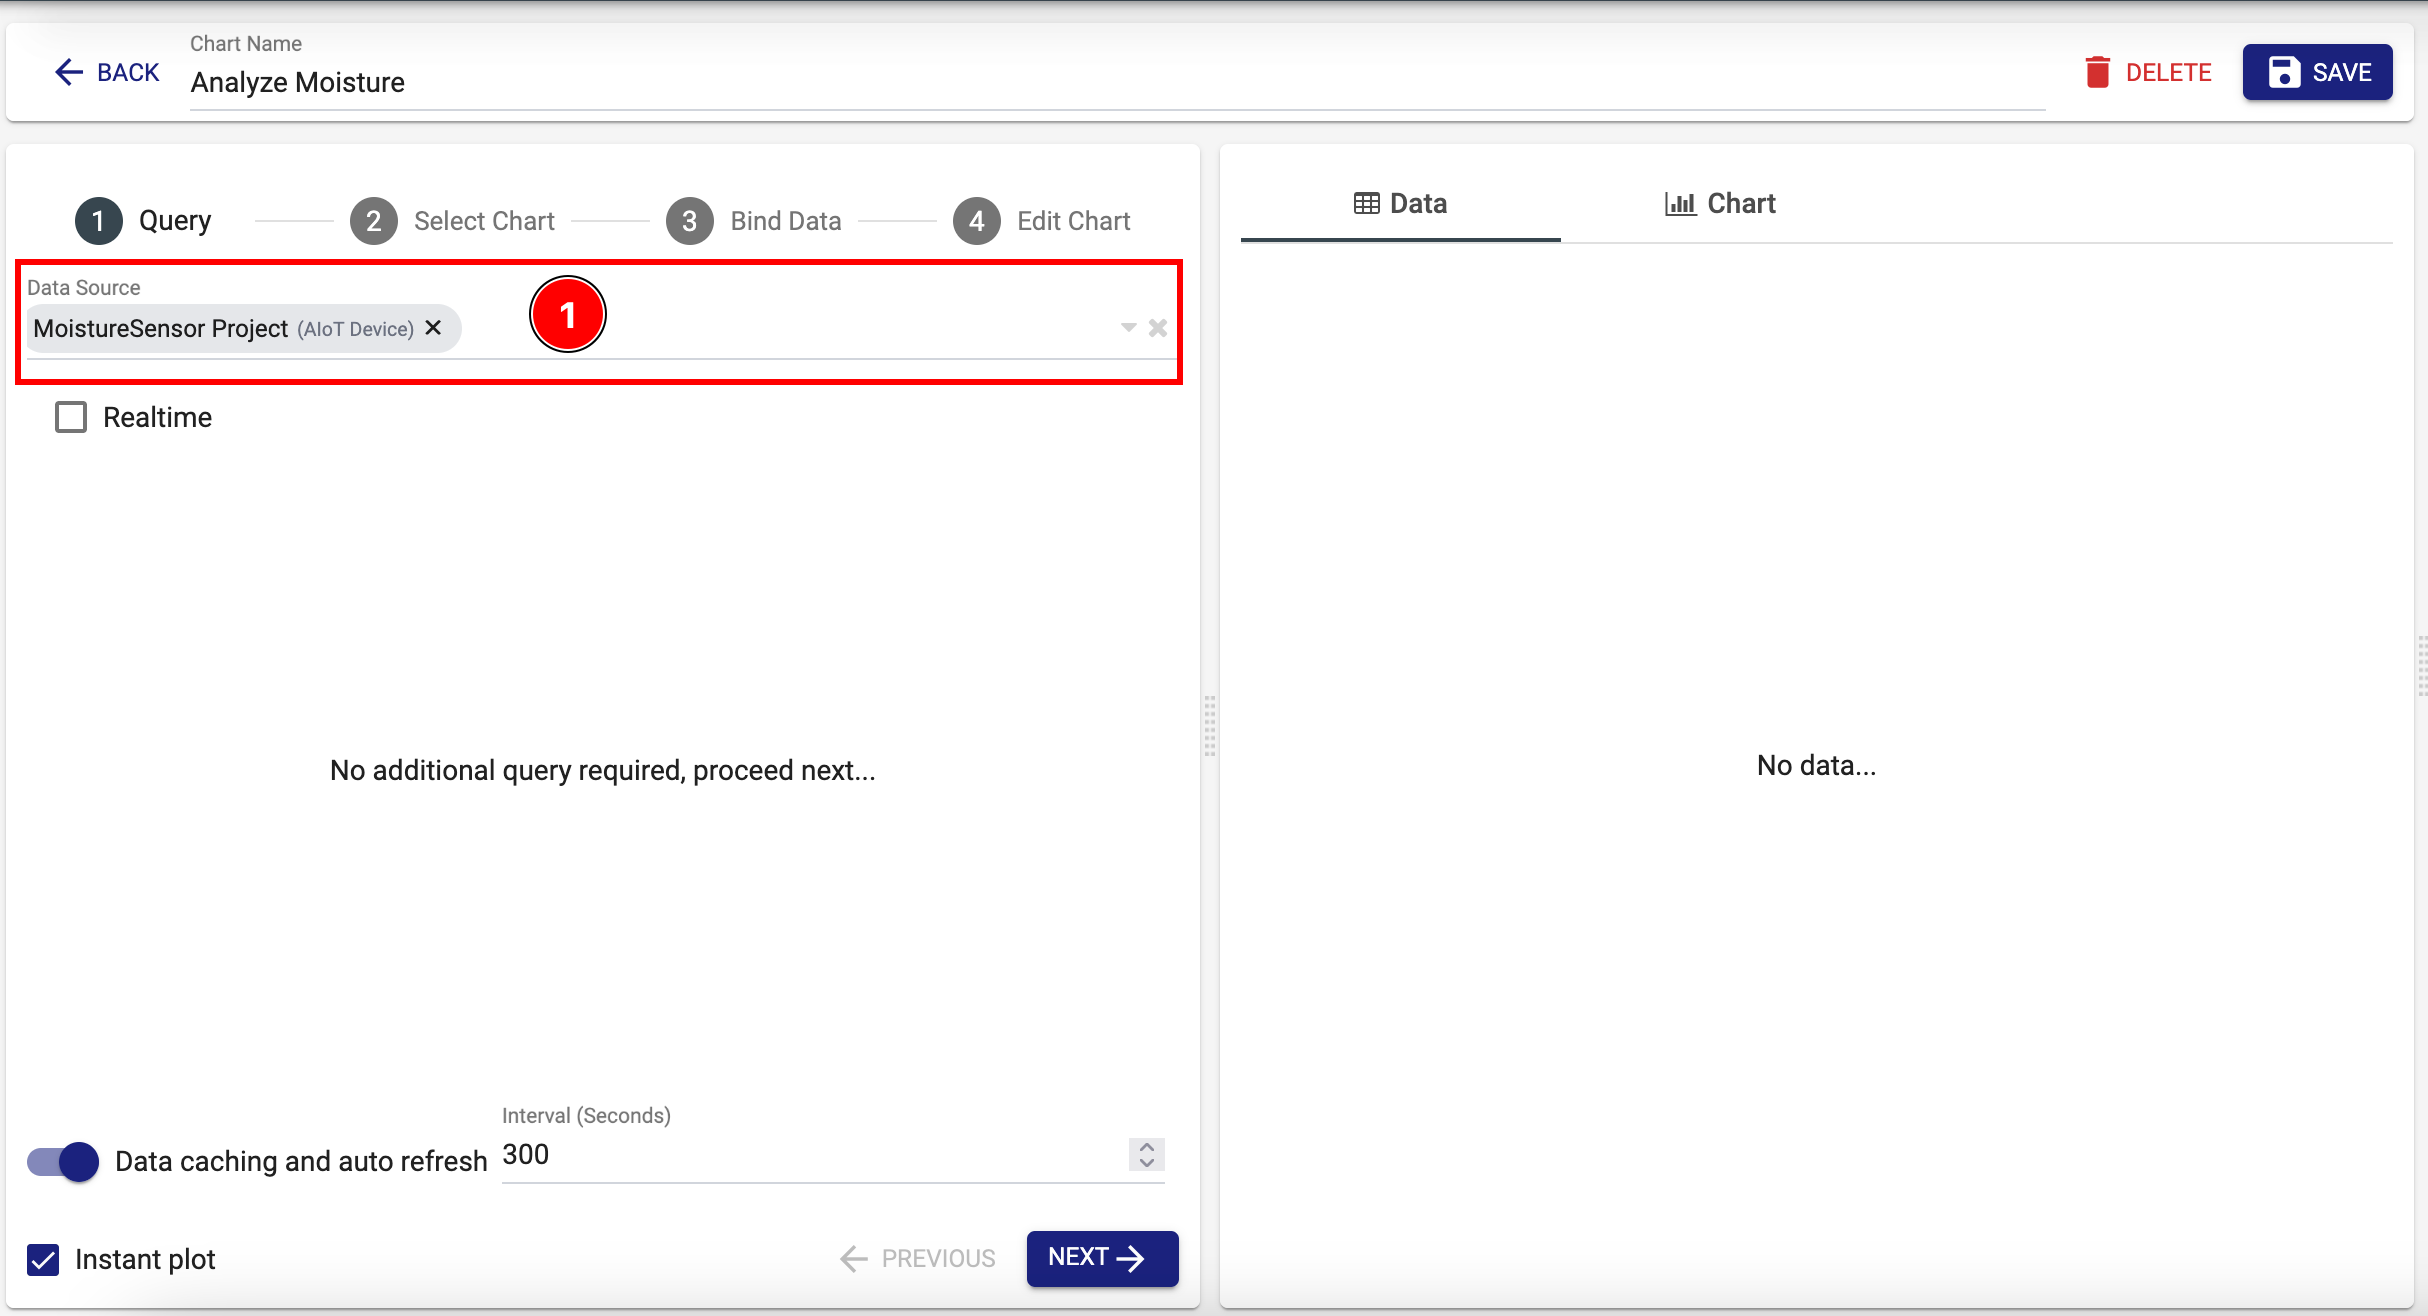 BACK
Chart Name
Analyze Moisture
DELETE
SAVE
1 Query
2 Select Chart
3 Bind Data
4 Edit Chart
Data Source
MoistureSensor Project (AIoT Device)
1
Realtime
No additional query required, proceed next...
Data caching and auto refresh
Interval (Seconds)
300
Instant plot
PREVIOUS
NEXT
Data
Chart
No data...